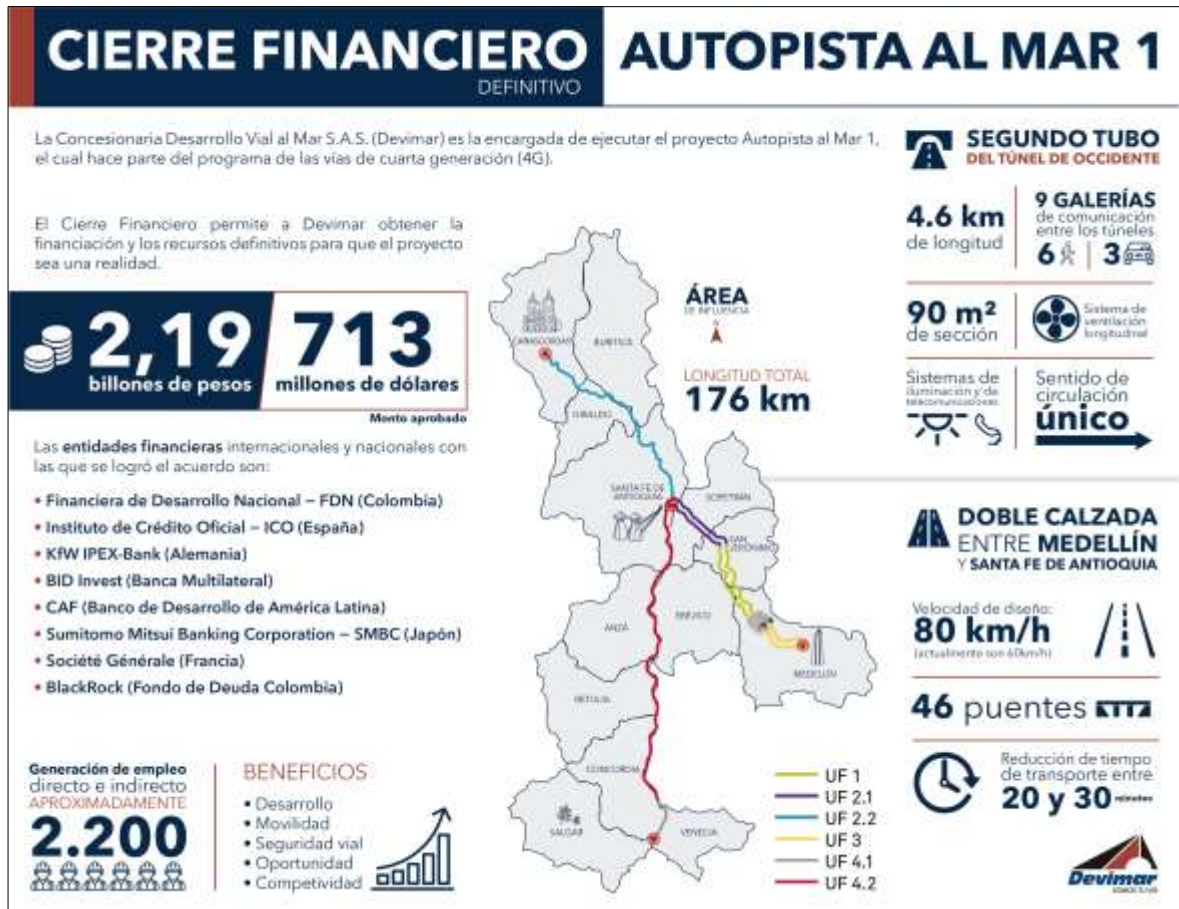 CIERRE FINANCIERO
DEFINITIVO
AUTOPISTA AL MAR 1
La Concesionaria Desarrollo Vial al Mar S.A.S. (Devimar) es la encargada de ejecutar el proyecto Autopista al Mar 1,
el cual hace parte del programa de las vías de cuarta generación (4G).
El Cierre Financiero permite a Devimar obtener la
financiación y los recursos definitivos para que el proyecto
sea una realidad.
2,19
billones de pesos
713
millones de dólares
Monto aprobado
Las entidades financieras internacionales y nacionales con
las que se logró el acuerdo son:
• Financiera de Desarrollo Nacional – FDN (Colombia)
• Instituto de Crédito Oficial – ICO (España)
• KfW IPEX-Bank (Alemania)
• BID Invest (Banca Multilateral)
• CAF (Banco de Desarrollo de América Latina)
• Sumitomo Mitsui Banking Corporation – SMBC (Japón)
• Société Générale (Francia)
• BlackRock (Fondo de Deuda Colombia)
Generación de empleo
directo e indirecto
APROXIMADAMENTE
2.200
BENEFICIOS
• Desarrollo
• Movilidad
• Seguridad vial
• Oportunidad
• Competividad
ÁREA
DE INFLUENCIA
N
LONGITUD TOTAL
176 km
CAÑASGORDAS
BURITICÁ
GIRALDO
SANTA FE DE
ANTIOQUIA
SOPETRÁN
SAN
JERÓNIMO
EBÉJICO
ANZÁ
MEDELLÍN
BETULIA
CONCORDIA
SALGAR
VENECIA
UF 1
UF 2.1
UF 2.2
UF 3
UF 4.1
UF 4.2
SEGUNDO TUBO
DEL TÚNEL DE OCCIDENTE
4.6 km
de longitud
9 GALERÍAS
de comunicación
entre los túneles
6 | 3
90 m²
de sección
Sistema de
ventilación
longitudinal
Sistemas de
iluminación y de
telecomunicaciones
Sentido de
circulación
único
DOBLE CALZADA
ENTRE MEDELLÍN
Y SANTA FE DE ANTIOQUIA
Velocidad de diseño:
80 km/h
(actualmente son 60km/h)
46 puentes
Reducción de tiempo
de transporte entre
20 y 30 minutos
Devimar